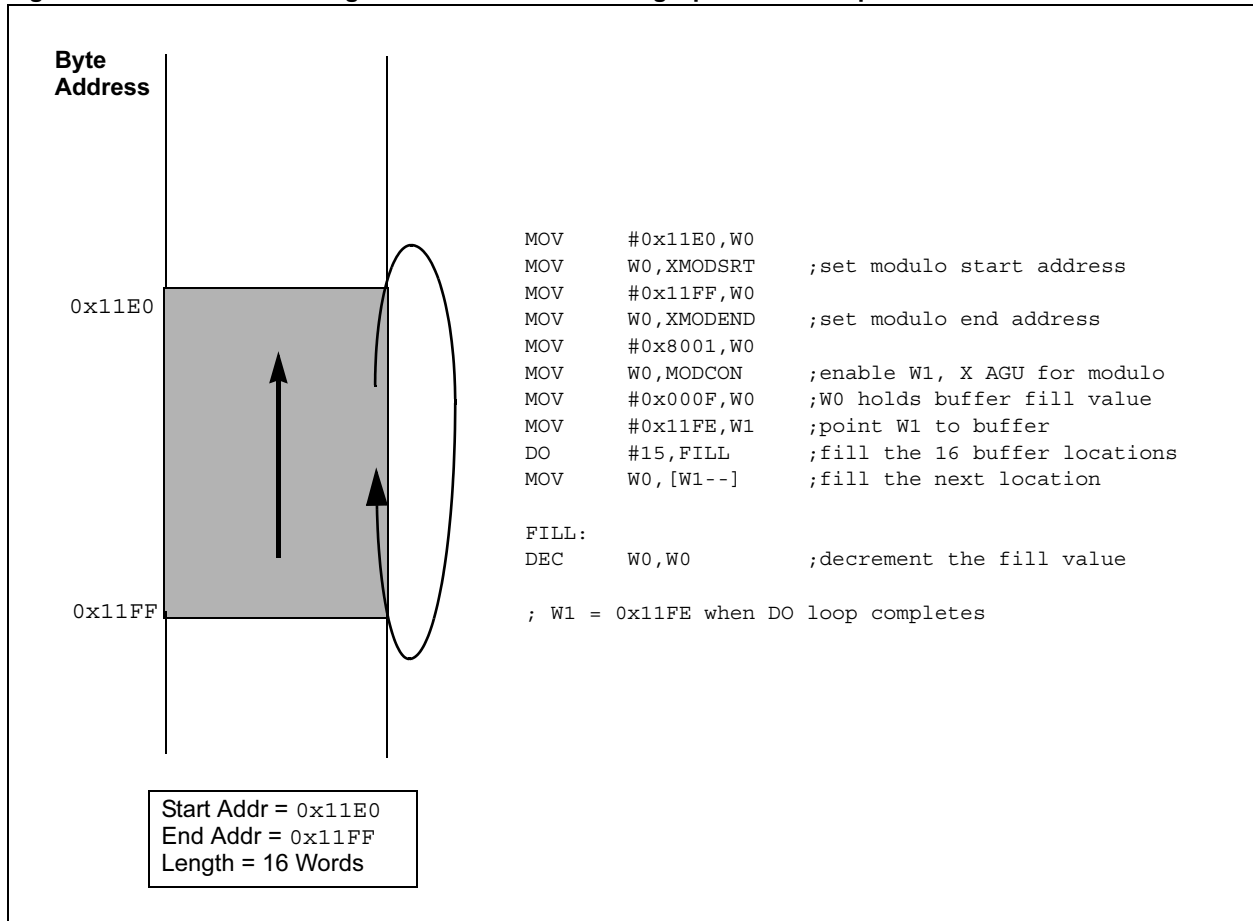 Byte
Address
0x11E0
0x11FF
MOV #0x11E0,W0
MOV W0,XMODSRT ;set modulo start address
MOV #0x11FF,W0
MOV W0,XMODEND ;set modulo end address
MOV #0x8001,W0
MOV W0,MODCON ;enable W1, X AGU for modulo
MOV #0x000F,W0 ;W0 holds buffer fill value
MOV #0x11FE,W1 ;point W1 to buffer
DO #15,FILL ;fill the 16 buffer locations
MOV W0,[W1--] ;fill the next location
FILL:
DEC W0,W0 ;decrement the fill value
; W1 = 0x11FE when DO loop completes
Start Addr = 0x11E0
End Addr = 0x11FF
Length = 16 Words